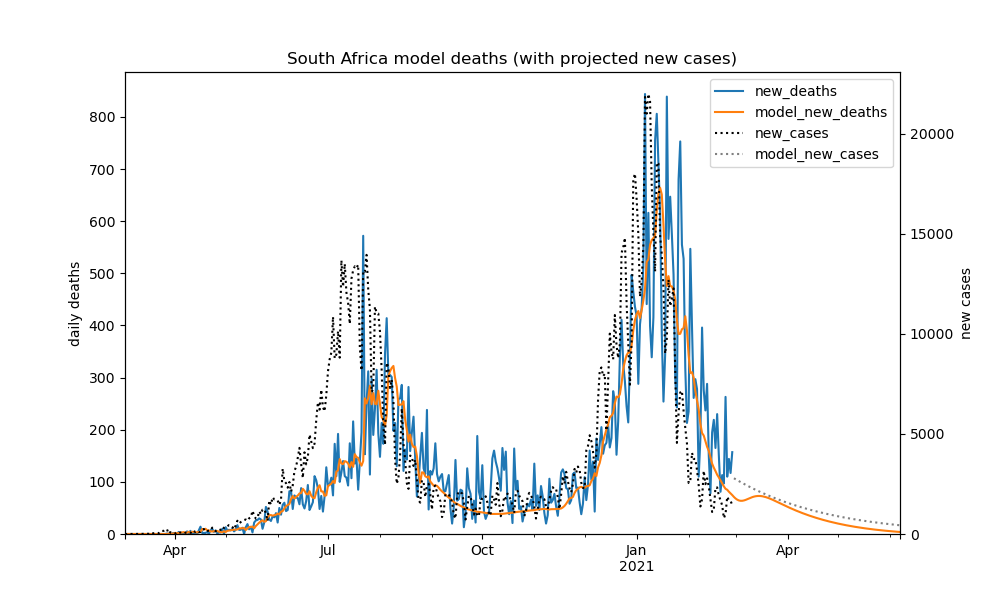 South Africa model deaths (with projected new cases)
new_deaths
model_new_deaths
new_cases
model_new_cases
daily deaths
800
700
600
500
400
300
200
100
0
20000
15000
10000
5000
0
new cases
Apr
Jul
Oct
Jan
2021
Apr